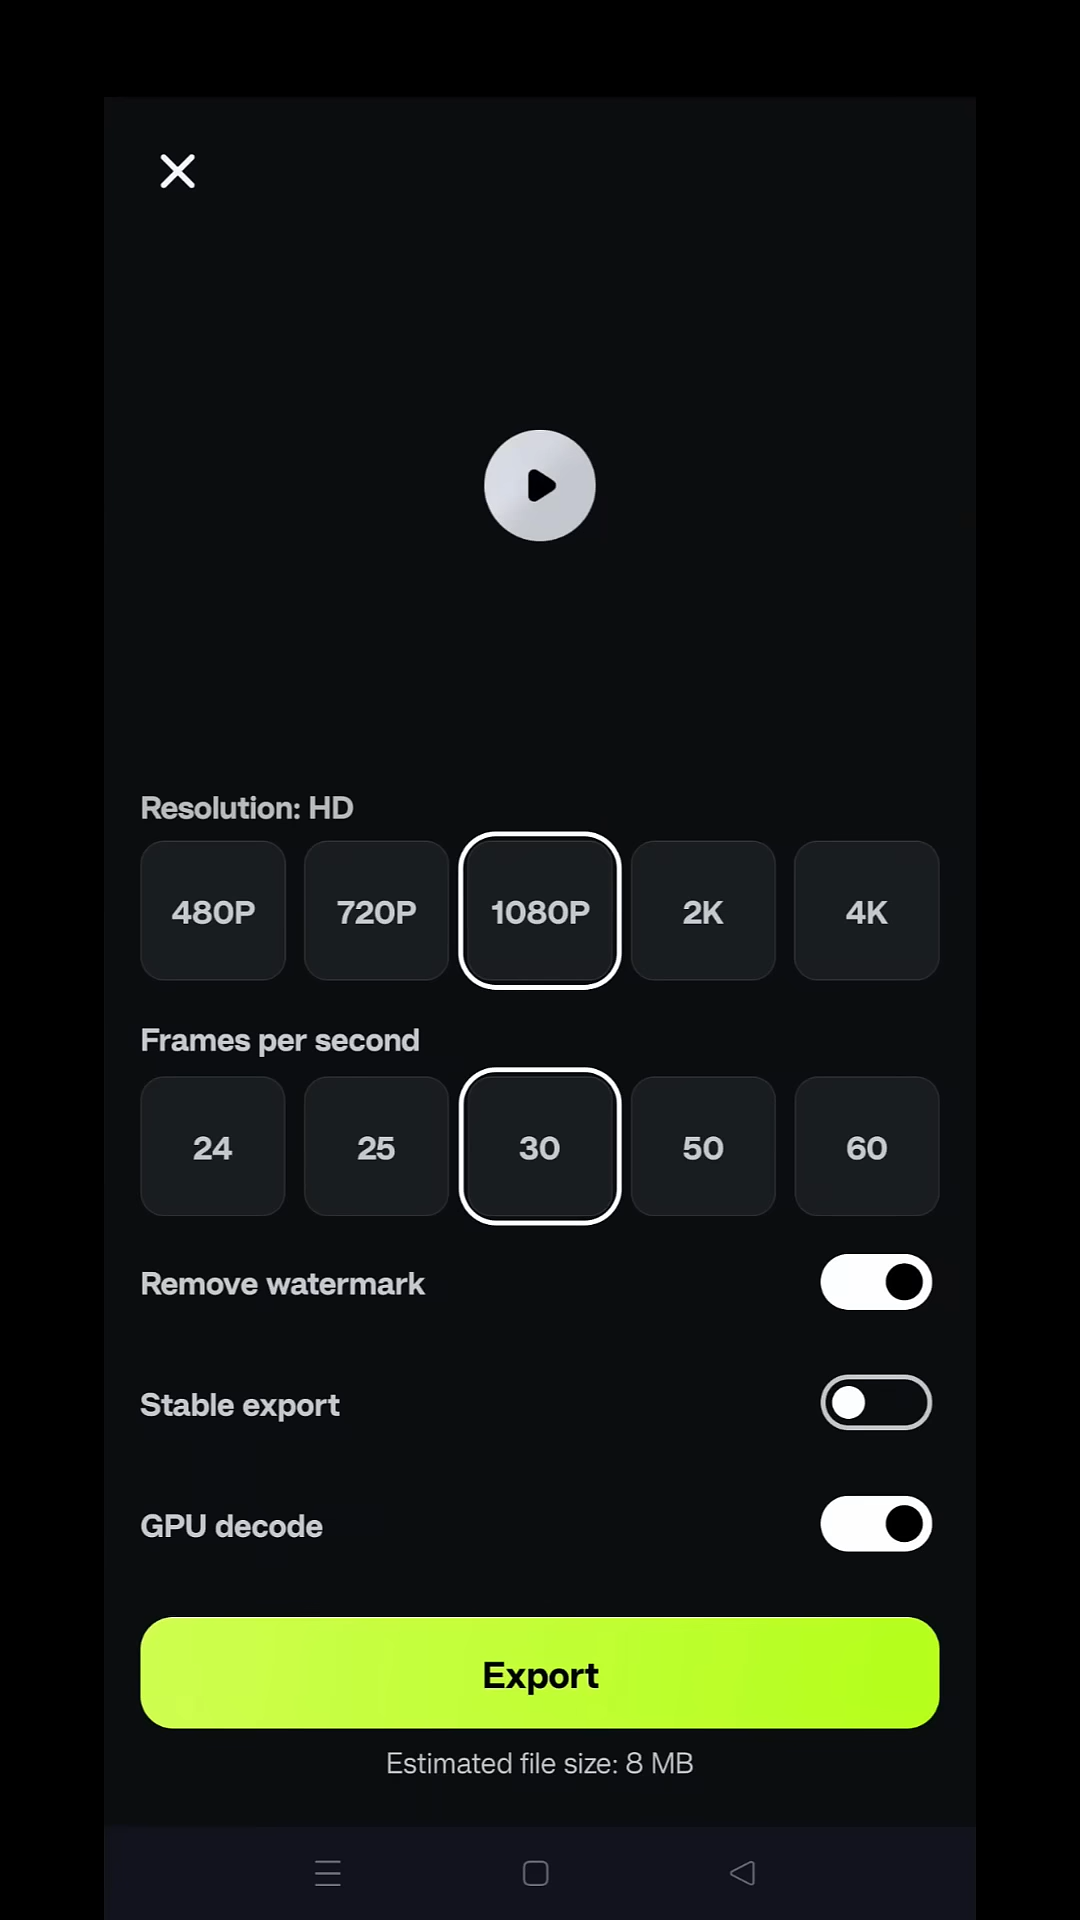 Resolution: HD
480P 720P 1080P 2K 4K
Frames per second
24 25 30 50 60
Remove watermark
Stable export
GPU decode
Export
Estimated file size: 8 MB